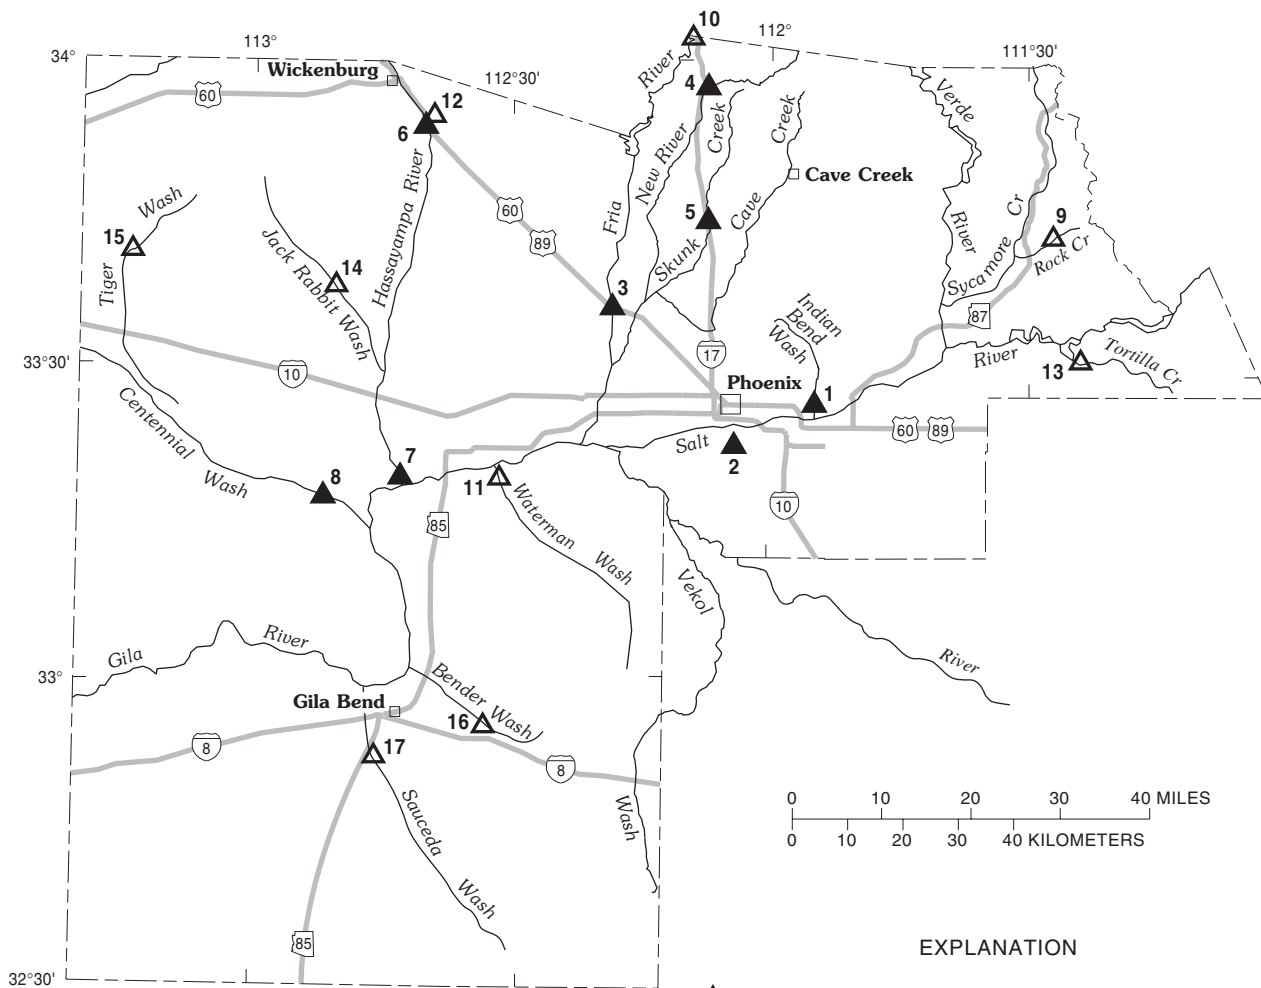 10
113°
112°
111°30'
34°
Wickenburg
112°30'
River
4
60
12
6
Verde
Creek
Creek
New River
Cave Creek
Wash
Hassayampa River
60
Fria
5
Cave
River
Cr
9
15
89
Skunk
Rock Cr
Tiger
Jack Rabbit Wash
14
Sycamore
3
Indian
Bend
Wash
87
33°30'
10
17
River
Tortilla Cr
13
Phoenix
1
Centennial
Wash
60
89
Salt
2
8
7
11
10
85
Waterman
Wash
Vekol
Wash
River
Gila
River
33°
Bender Wash
Gila Bend
16
8
17
8
Sauceda
Wash
0 10 20 30 40 MILES
0 10 20 30 40 KILOMETERS
85
EXPLANATION
32°30'